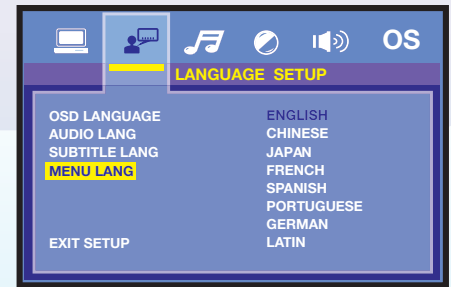 OS
LANGUAGE SETUP
OSD LANGUAGE
AUDIO LANG
SUBTITLE LANG
MENU LANG
EXIT SETUP
ENGLISH
CHINESE
JAPAN
FRENCH
SPANISH
PORTUGUESE
GERMAN
LATIN